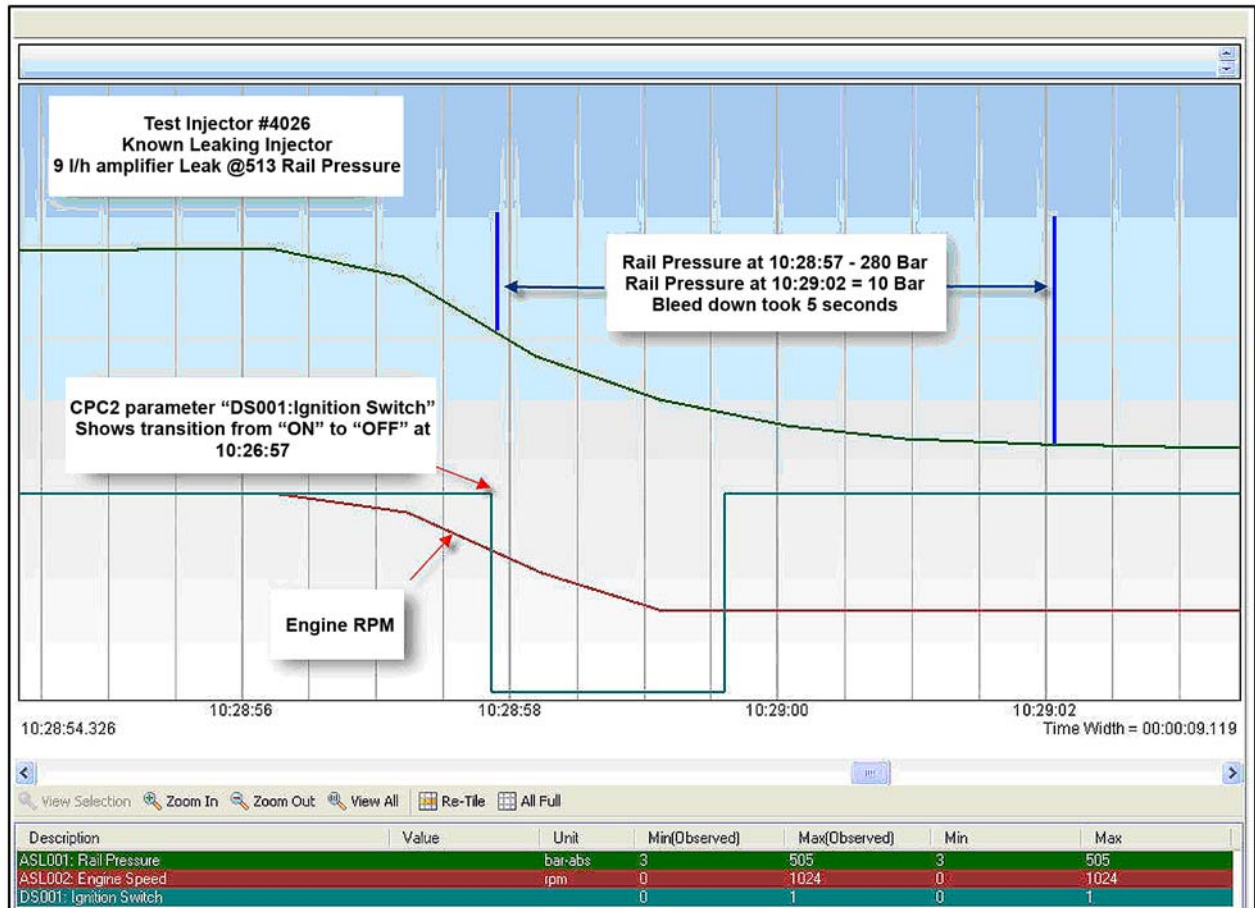 Test Injector #4026
Known Leaking Injector
9 l/h amplifier Leak @513 Rail Pressure
Rail Pressure at 10:28:57 - 280 Bar
Rail Pressure at 10:29:02 = 10 Bar
Bleed down took 5 seconds
CPC2 parameter “DS001:Ignition Switch”
Shows transition from “ON” to “OFF” at
10:26:57
Engine RPM
10:28:56 10:28:58 10:29:00 10:29:02
10:28:54.326 Time Width = 00:00:09.119
View Selection Zoom In Zoom Out View All Re-Tile All Full
Description Value Unit Min(Observed) Max(Observed) Min Max
ASL001: Rail Pressure bar-abs 3 505 3 505
ASL002: Engine Speed rpm 0 1024 0 1024
DS001: Ignition Switch 0 1 0 1